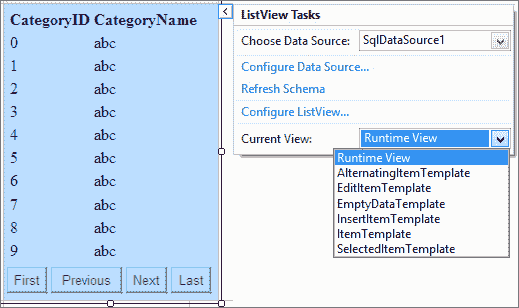 CategoryID CategoryName
0 abc
1 abc
2 abc
3 abc
4 abc
5 abc
6 abc
7 abc
8 abc
9 abc
First Previous Next Last
ListView Tasks
Choose Data Source: SqlDataSource1
Configure Data Source...
Refresh Schema
Configure ListView...
Current View: Runtime View
Runtime View
AlternatingItemTemplate
EditItemTemplate
EmptyDataTemplate
InsertItemTemplate
ItemTemplate
SelectedItemTemplate